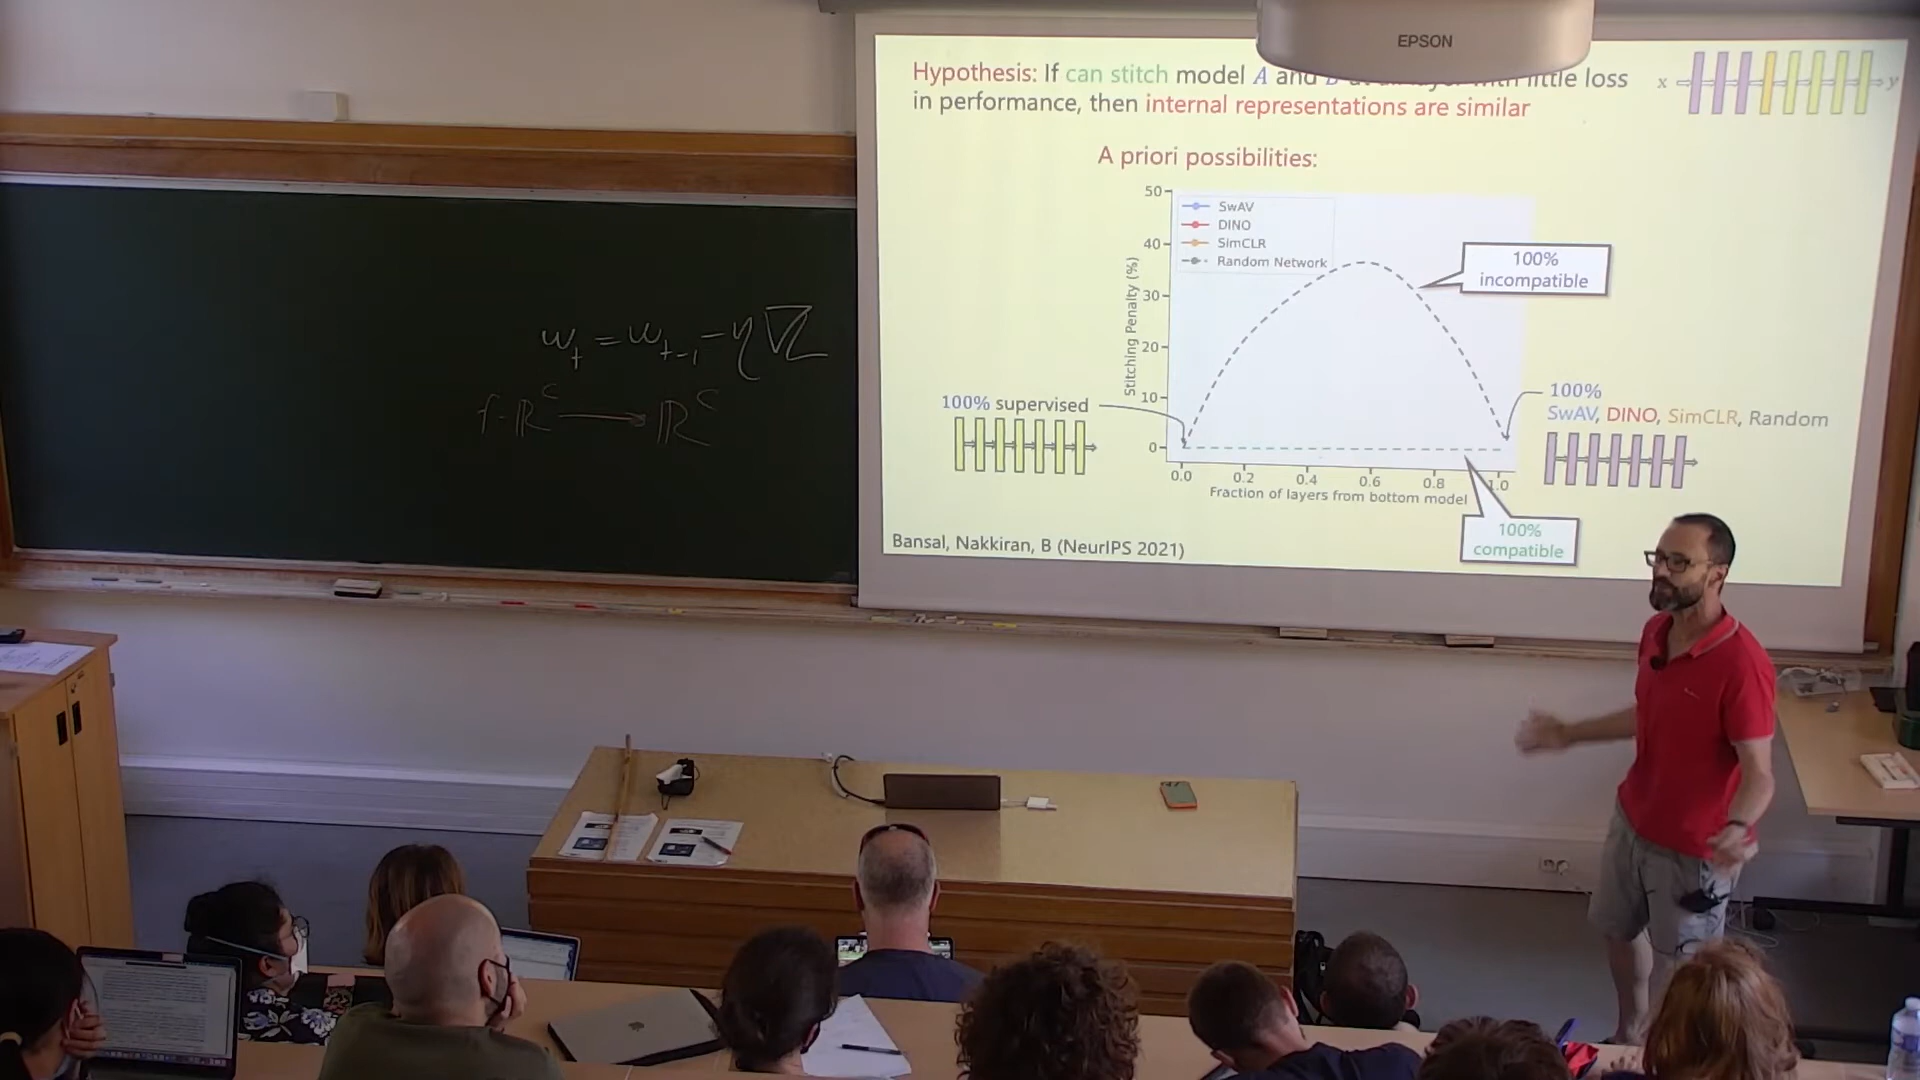 EPSON
Hypothesis: If can stitch model A and little loss
in performance, then internal representations are similar
x y
A priori possibilities:
50
40
30
20
10
0
Stitching Penalty (%)
SwAV
DINO
SimCLR
Random Network
100%
incompatible
100% supervised
100%
SwAV, DINO, SimCLR, Random
0.0 0.2 0.4 0.6 0.8 1.0
Fraction of layers from bottom model
100%
compatible
Bansal, Nakkiran, B (NeurIPS 2021)
w_t = w_{t-1} - η∇L
f: ℝ^C → ℝ^C